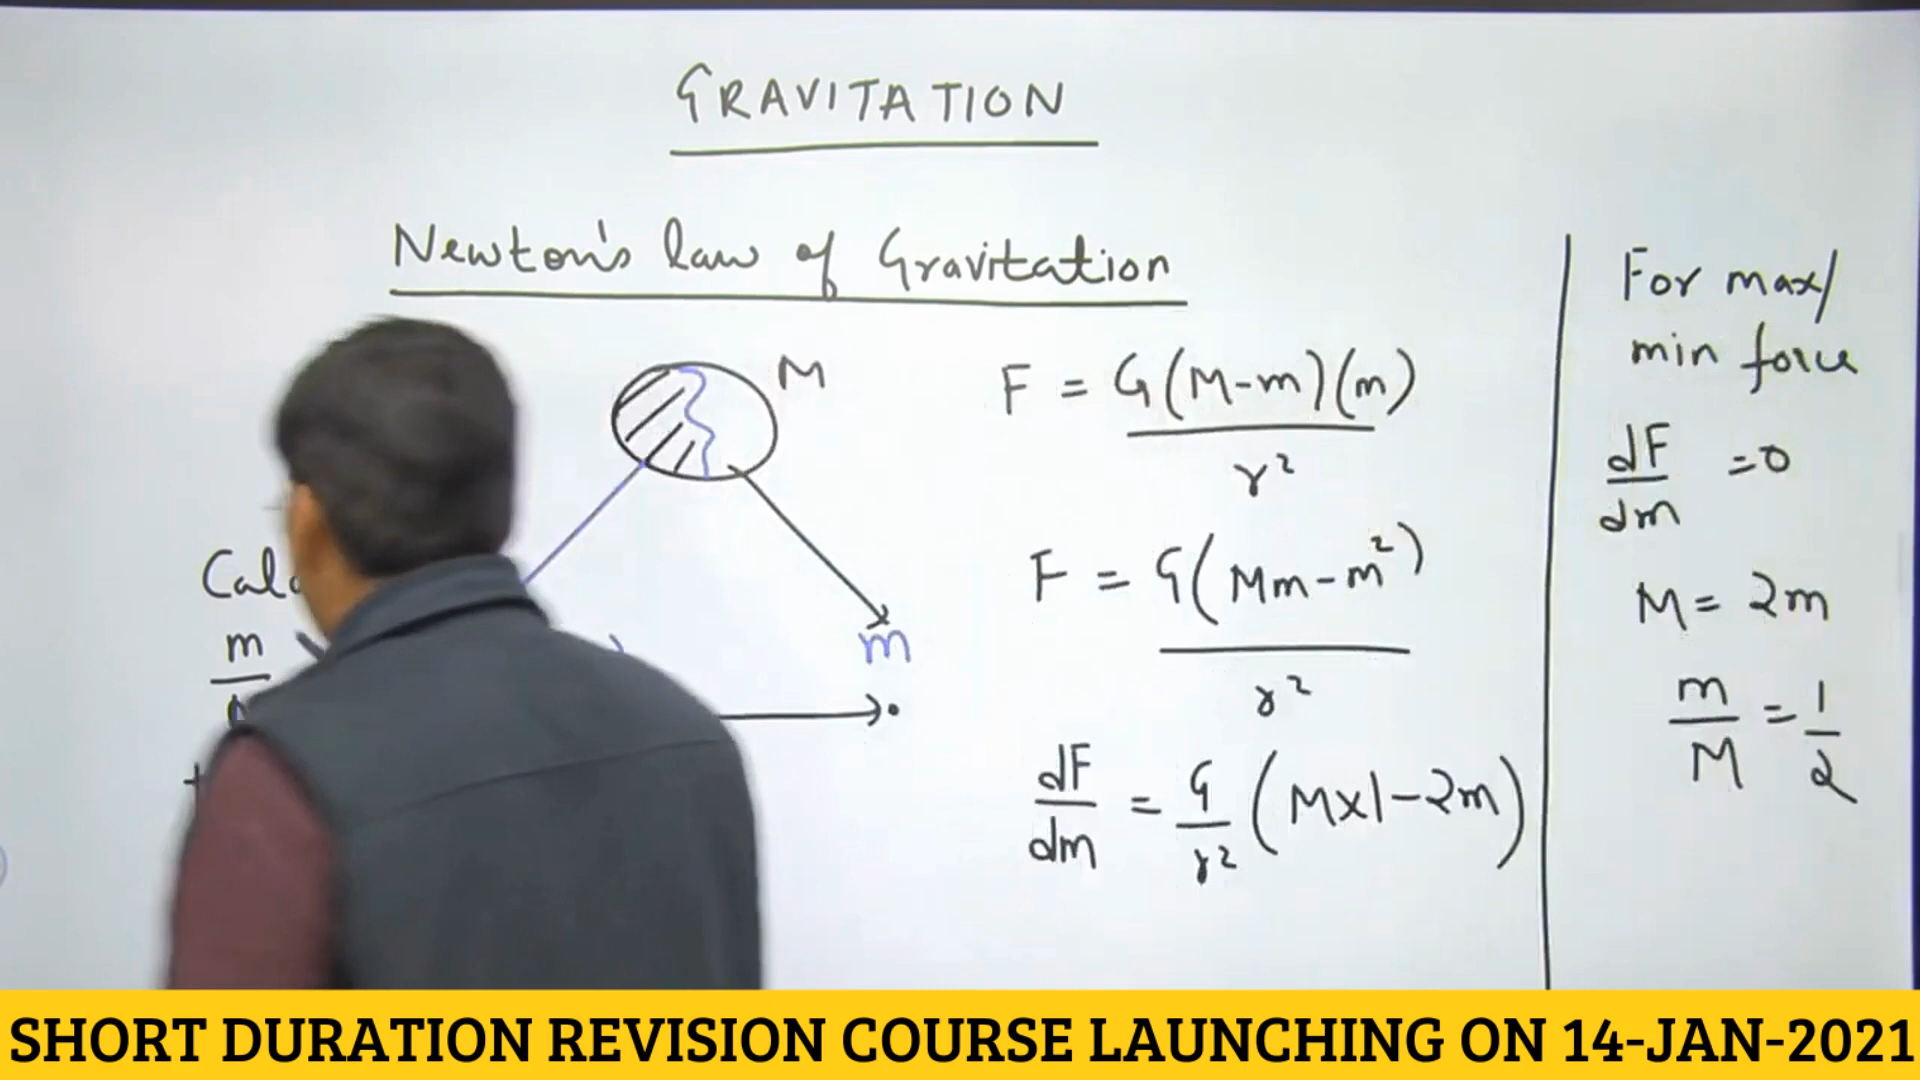 GRAVITATION
Newton's law of Gravitation
M
m
m
F = G(M-m)(m) / r²
F = G(Mm-m²) / r²
dF/dm = G/r² (Mx1-2m)
For max/
min force
dF/dm =0
M= 2m
m/M = 1/2
SHORT DURATION REVISION COURSE LAUNCHING ON 14-JAN-2021